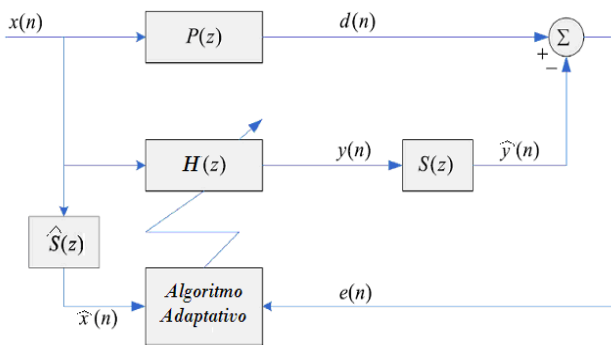 x(n)
P(z)
d(n)
Σ
+
−
H(z)
y(n)
S(z)
ŷ(n)
Ŝ(z)
x̂(n)
Algoritmo
Adaptativo
e(n)